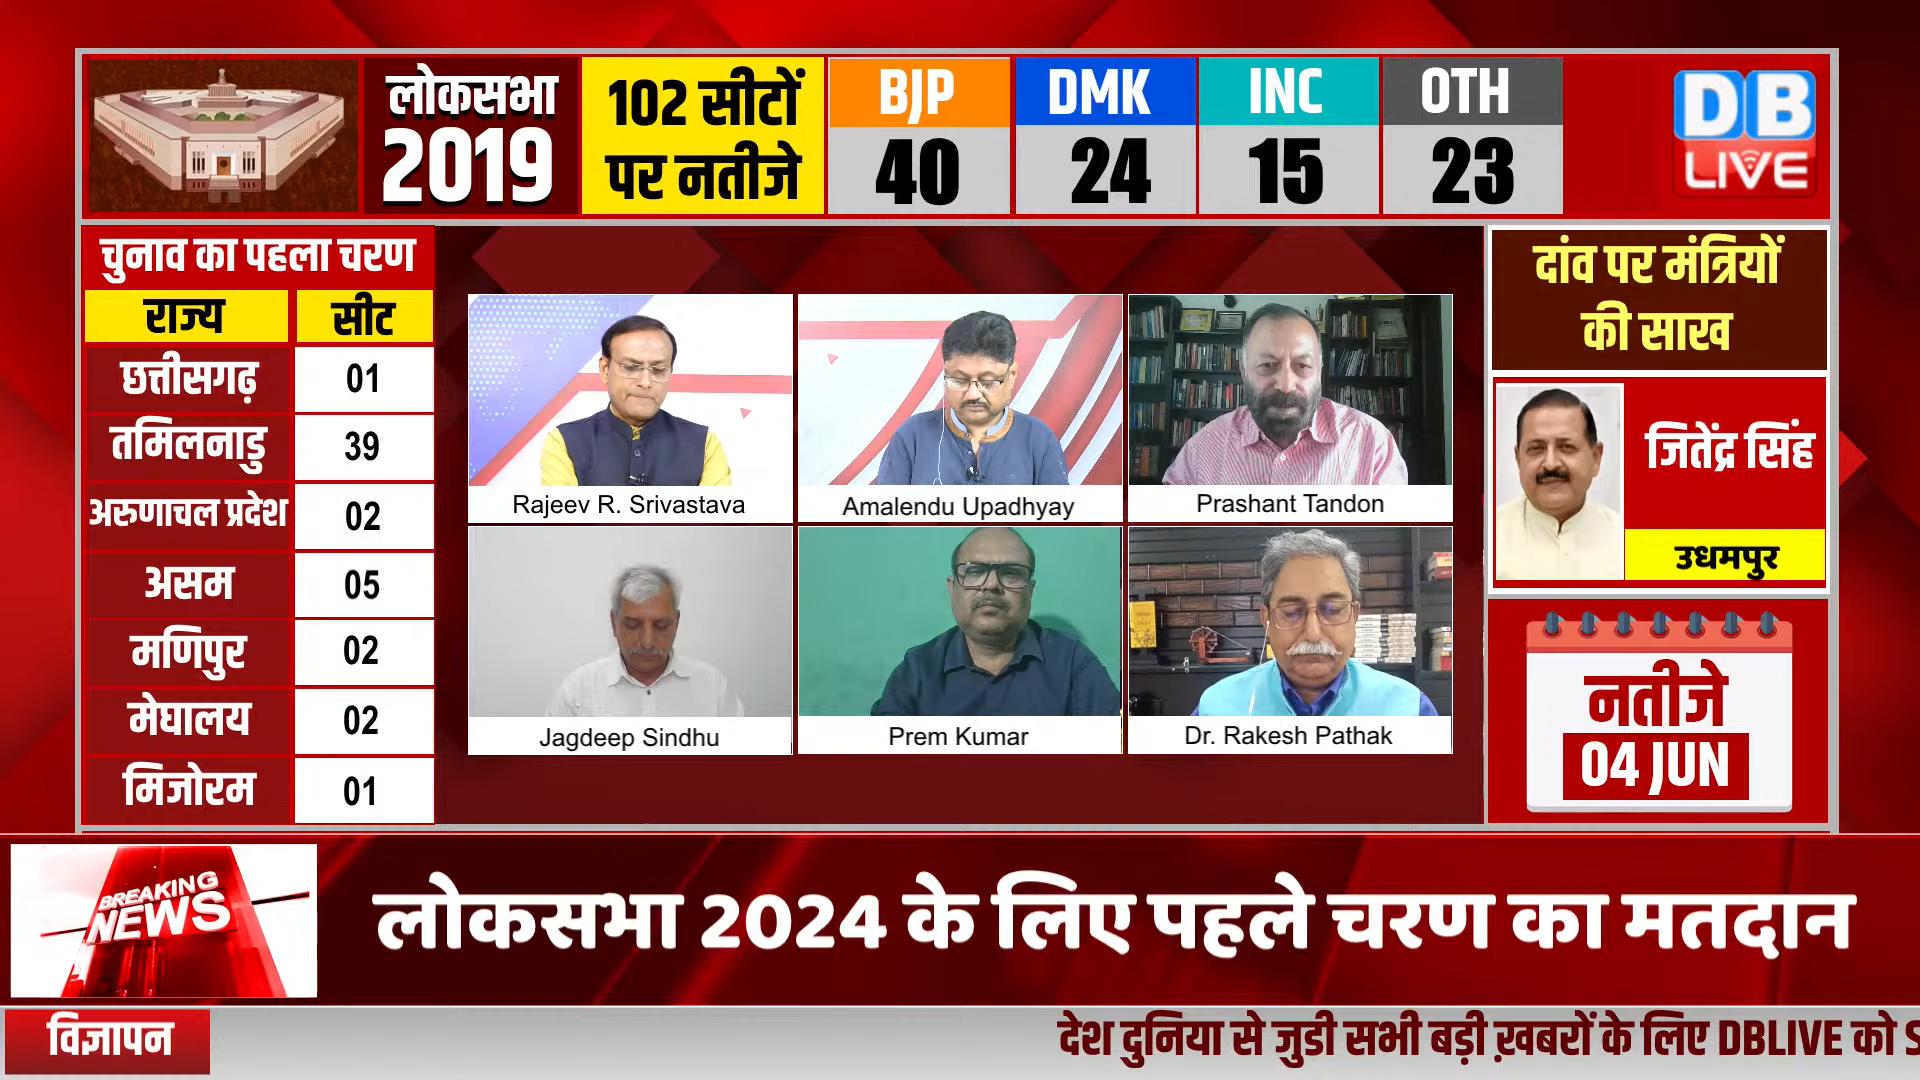 लोकसभा
2019
102 सीटों
पर नतीजे
BJP
40
DMK
24
INC
15
OTH
23
DB
LIVE
चुनाव का पहला चरण
राज्य सीट
छत्तीसगढ़ 01
तमिलनाडु 39
अरुणाचल प्रदेश 02
असम 05
मणिपुर 02
मेघालय 02
मिजोरम 01
Rajeev R. Srivastava
Amalendu Upadhyay
Prashant Tandon
Jagdeep Sindhu
Prem Kumar
Dr. Rakesh Pathak
दांव पर मंत्रियों
की साख
जितेंद्र सिंह
उधमपुर
नतीजे
04 JUN
BREAKING
NEWS
लोकसभा 2024 के लिए पहले चरण का मतदान
विज्ञापन
देश दुनिया से जुडी सभी बड़ी ख़बरों के लिए DBLIVE को S